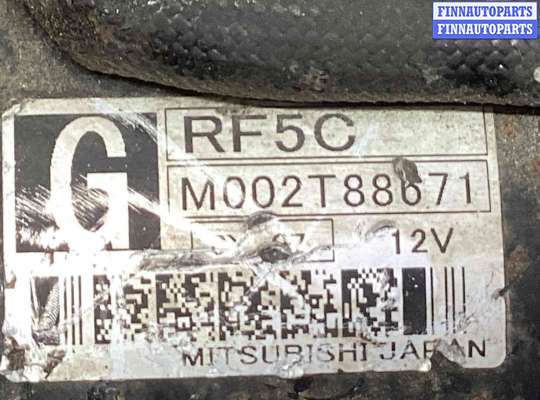 FINNAUTOPARTS
FINNAUTOPARTS
G
RF5C
M002T88671
12V
MITSUBISHI JAPAN